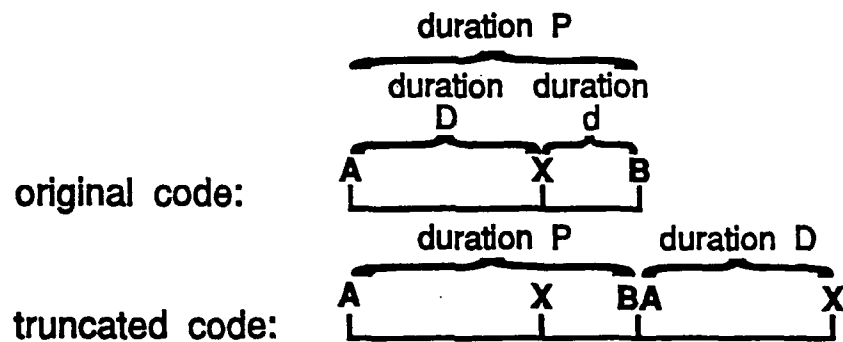 duration P
duration duration
D d
A X B
original code:
duration P duration D
A X BA X
truncated code: